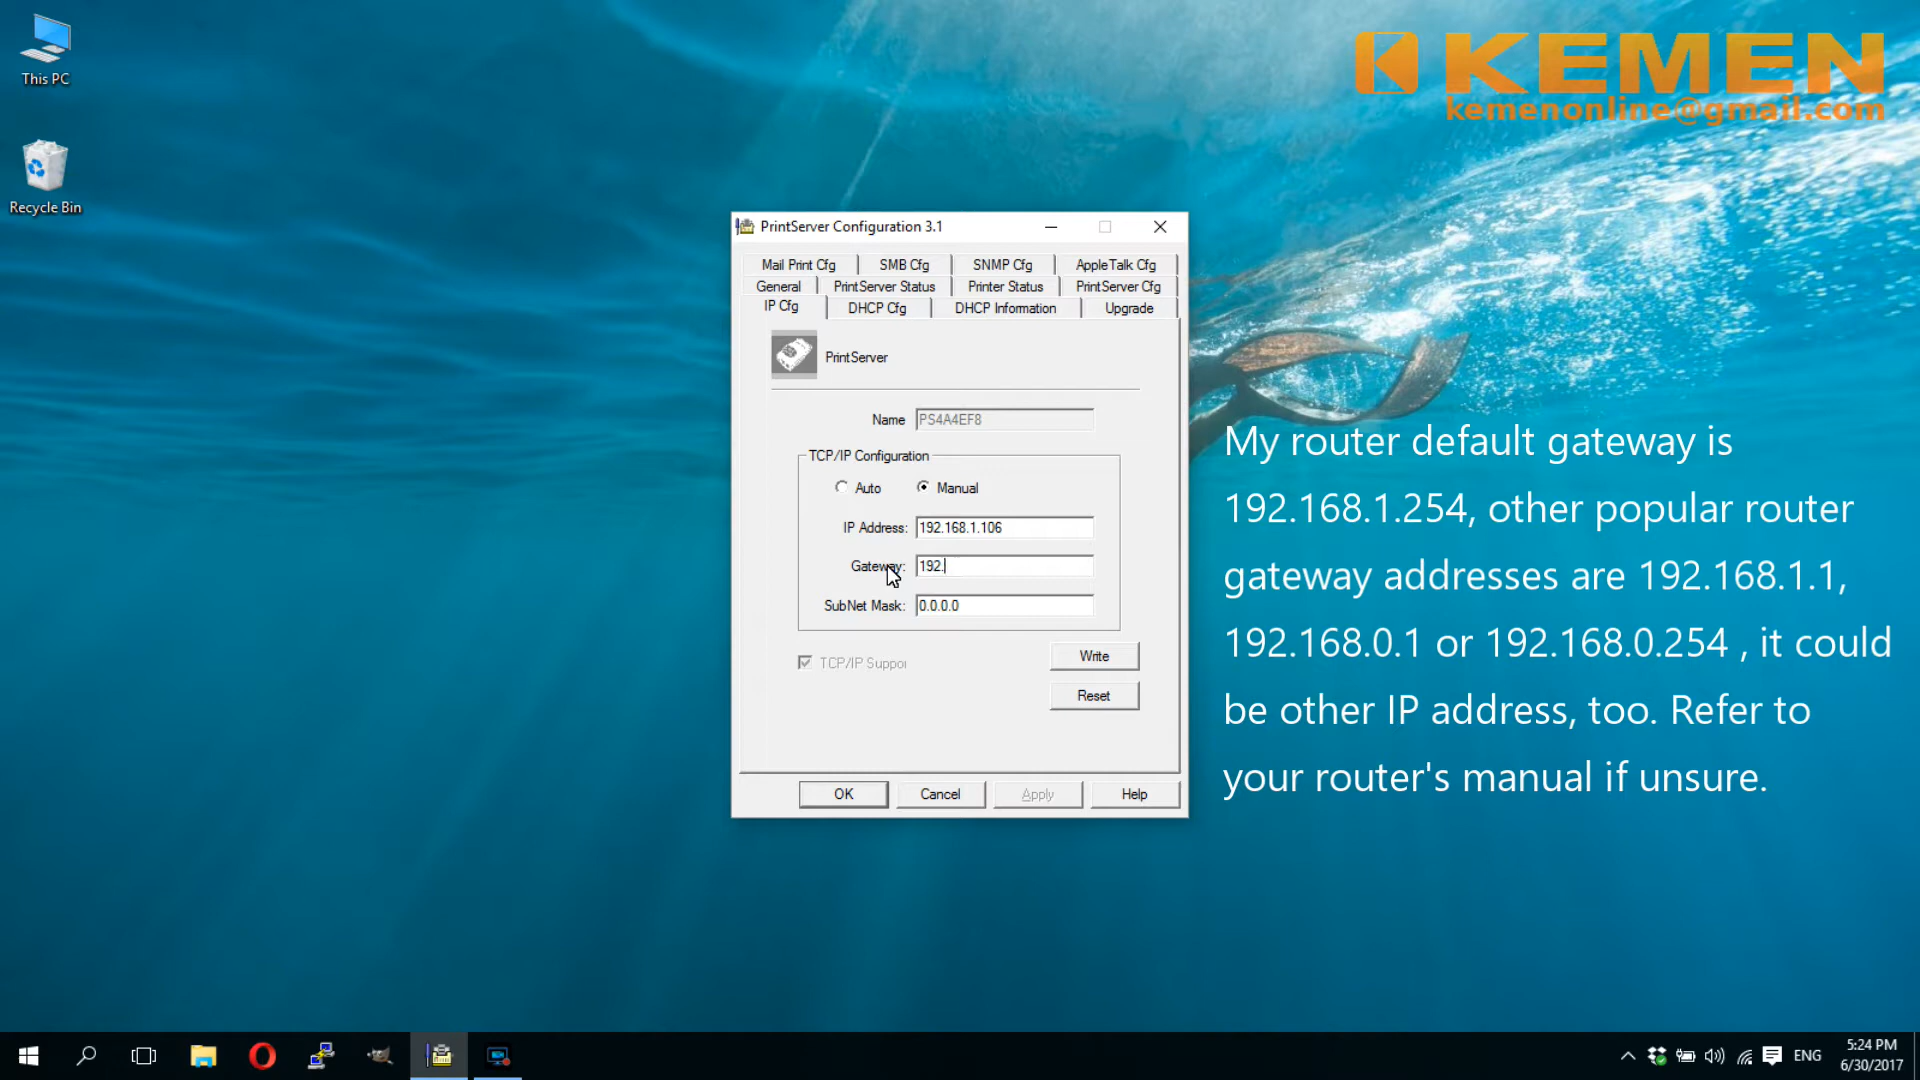 This PC
Recycle Bin
KEMEN
kemenonline@gmail.com
PrintServer Configuration 3.1
Mail Print Cfg SMB Cfg SNMP Cfg AppleTalk Cfg
General PrintServer Status Printer Status PrintServer Cfg
IP Cfg DHCP Cfg DHCP Information Upgrade
PrintServer
Name PS4A4EF8
TCP/IP Configuration
Auto Manual
IP Address: 192.168.1.106
Gateway: 192.
SubNet Mask: 0.0.0.0
TCP/IP Suppor
Write
Reset
OK Cancel Apply Help
My router default gateway is
192.168.1.254, other popular router
gateway addresses are 192.168.1.1,
192.168.0.1 or 192.168.0.254 , it could
be other IP address, too. Refer to
your router's manual if unsure.
ENG
5:24 PM
6/30/2017